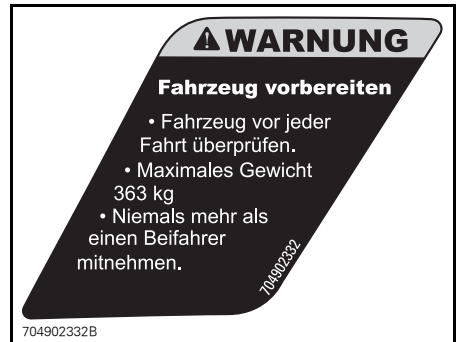 WARNUNG
Fahrzeug vorbereiten
• Fahrzeug vor jeder
Fahrt überprüfen.
• Maximales Gewicht
363 kg
• Niemals mehr als
einen Beifahrer
mitnehmen.
704902332
704902332B